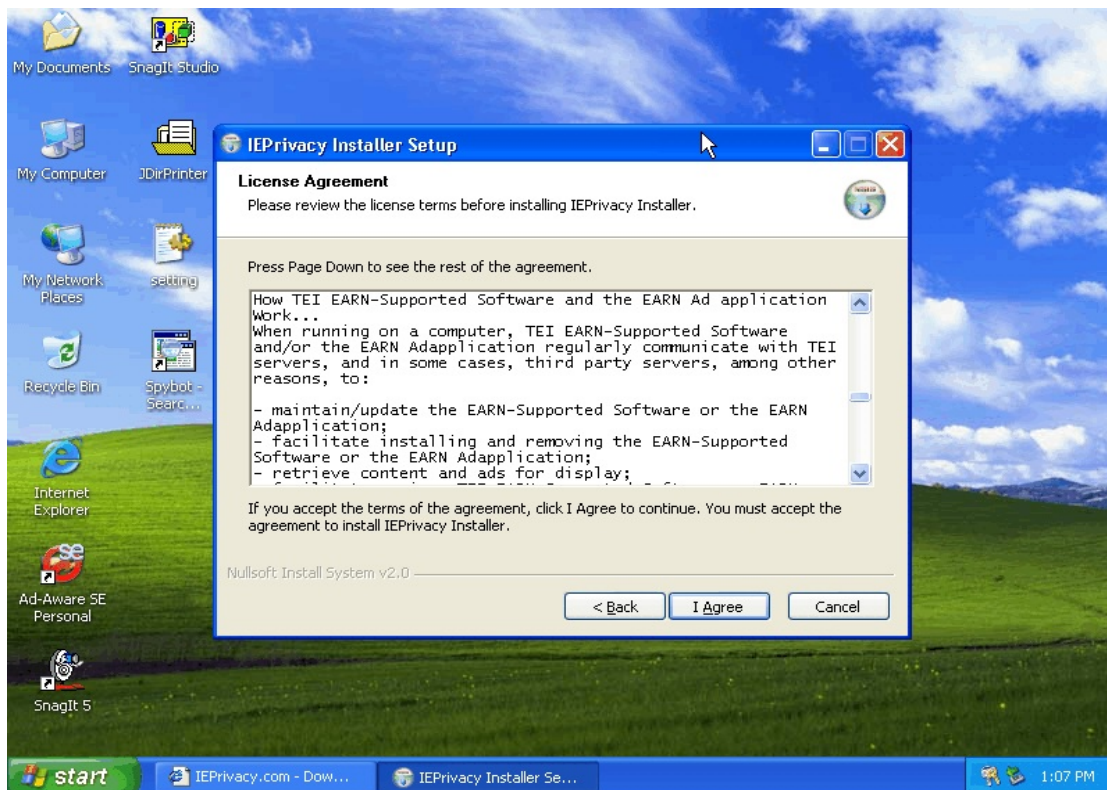 My Documents
SnagIt Studio
My Computer
JDirPrinter
My Network
Places
setting
Recycle Bin
Spybot -
Searc...
Internet
Explorer
Ad-Aware SE
Personal
SnagIt 5
IEPrivacy Installer Setup
License Agreement
Please review the license terms before installing IEPrivacy Installer.
Press Page Down to see the rest of the agreement.
How TEI EARN-Supported Software and the EARN Ad application
Work...
When running on a computer, TEI EARN-Supported Software
and/or the EARN Adapplication regularly communicate with TEI
servers, and in some cases, third party servers, among other
reasons, to:
- maintain/update the EARN-Supported Software or the EARN
Adapplication;
- facilitate installing and removing the EARN-Supported
Software or the EARN Adapplication;
- retrieve content and ads for display;
If you accept the terms of the agreement, click I Agree to continue. You must accept the
agreement to install IEPrivacy Installer.
Nullsoft Install System v2.0
< Back
I Agree
Cancel
start
IEPrivacy.com - Dow...
IEPrivacy Installer Se...
1:07 PM